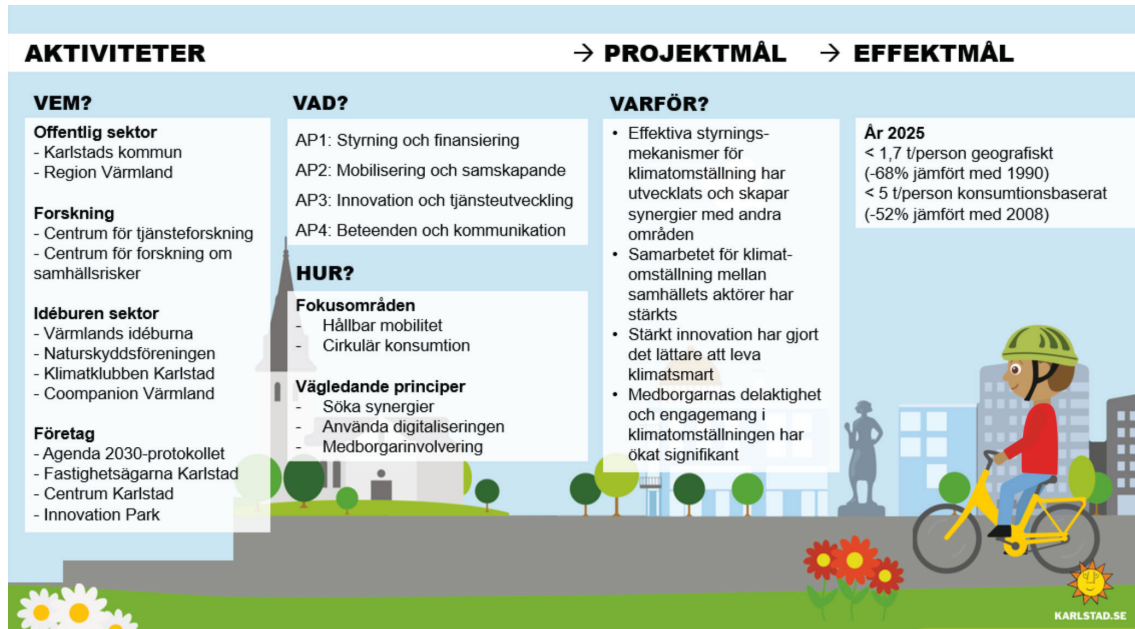 AKTIVITETER
→ PROJEKTMÅL
→ EFFEKTMÅL
VEM?
Offentlig sektor
- Karlstads kommun
- Region Värmland
Forskning
- Centrum för tjänsteforskning
- Centrum för forskning om
samhällsrisker
Idéburen sektor
- Värmlands idéburna
- Naturskyddsföreningen
- Klimatklubben Karlstad
- Coompanion Värmland
Företag
- Agenda 2030-protokollet
- Fastighetsägarna Karlstad
- Centrum Karlstad
- Innovation Park
VAD?
AP1: Styrning och finansiering
AP2: Mobilisering och samskapande
AP3: Innovation och tjänsteutveckling
AP4: Beteenden och kommunikation
HUR?
Fokusområden
- Hållbar mobilitet
- Cirkulär konsumtion
Vägledande principer
- Söka synergier
- Använda digitaliseringen
- Medborgarinvolvering
VARFÖR?
• Effektiva styrnings-
mekanismer för
klimatomställning har
utvecklats och skapar
synergier med andra
områden
• Samarbetet för klimat-
omställning mellan
samhällets aktörer har
stärkts
• Stärkt innovation har gjort
det lättare att leva
klimatsmart
• Medborgarnas delaktighet
och engagemang i
klimatomställningen har
ökat signifikant
År 2025
< 1,7 t/person geografiskt
(-68% jämfört med 1990)
< 5 t/person konsumtionsbaserat
(-52% jämfört med 2008)
KARLSTAD.SE